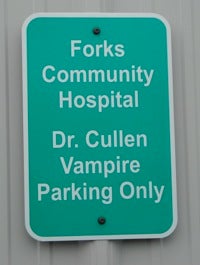 Forks
Community
Hospital
Dr. Cullen
Vampire
Parking Only